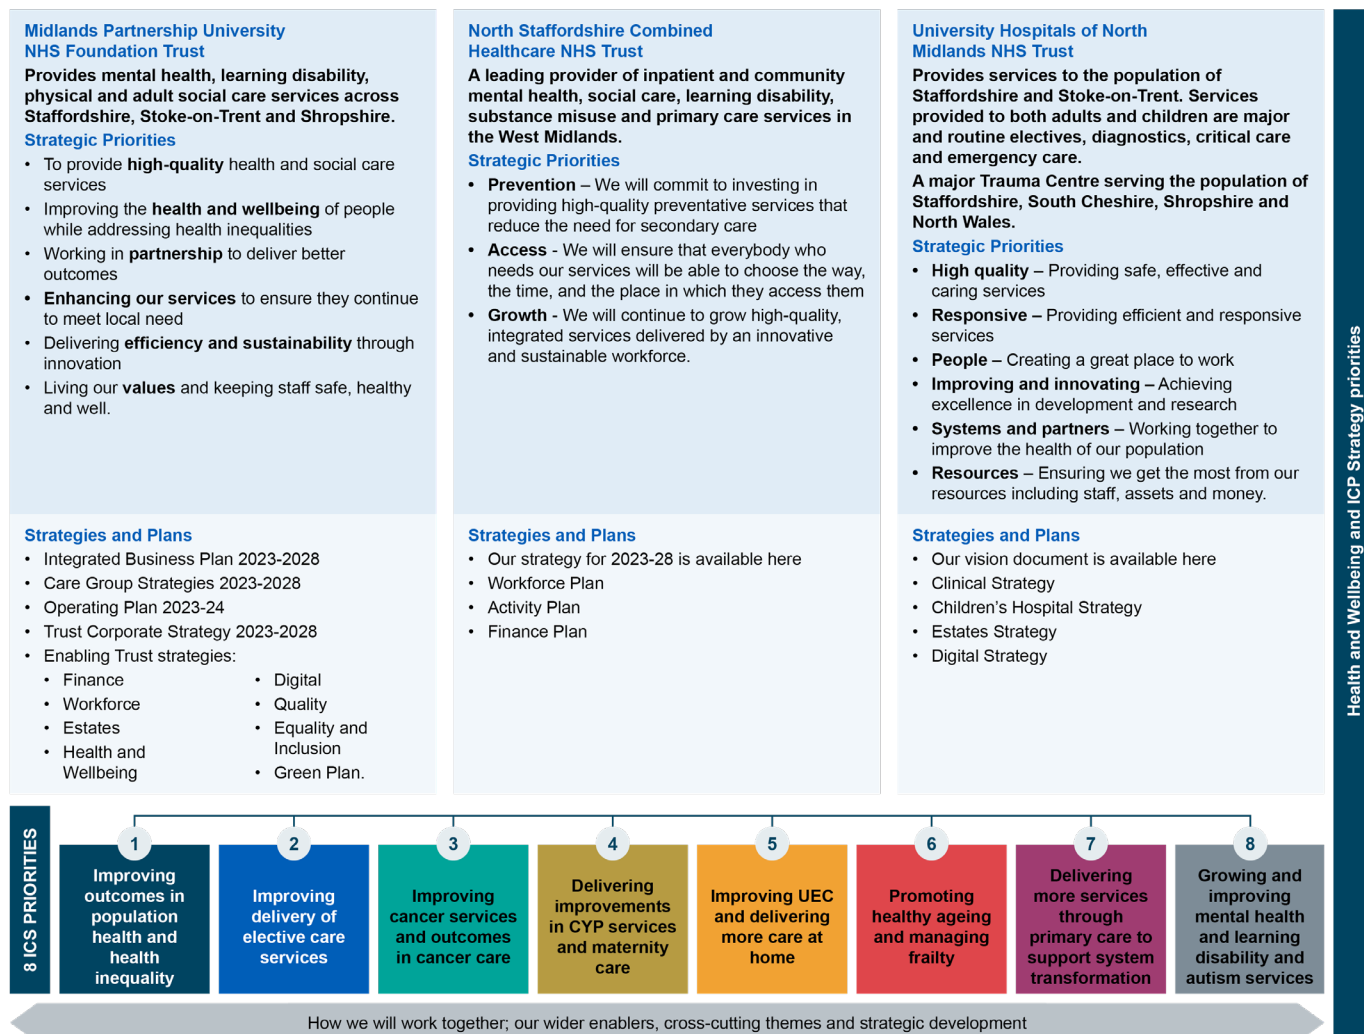 Midlands Partnership University
NHS Foundation Trust
Provides mental health, learning disability,
physical and adult social care services across
Staffordshire, Stoke-on-Trent and Shropshire.
Strategic Priorities
• To provide high-quality health and social care
services
• Improving the health and wellbeing of people
while addressing health inequalities
• Working in partnership to deliver better
outcomes
• Enhancing our services to ensure they continue
to meet local need
• Delivering efficiency and sustainability through
innovation
• Living our values and keeping staff safe, healthy
and well.
Strategies and Plans
• Integrated Business Plan 2023-2028
• Care Group Strategies 2023-2028
• Operating Plan 2023-24
• Trust Corporate Strategy 2023-2028
• Enabling Trust strategies:
• Finance
• Workforce
• Estates
• Health and
Wellbeing
• Digital
• Quality
• Equality and
Inclusion
• Green Plan.
North Staffordshire Combined
Healthcare NHS Trust
A leading provider of inpatient and community
mental health, social care, learning disability,
substance misuse and primary care services in
the West Midlands.
Strategic Priorities
• Prevention – We will commit to investing in
providing high-quality preventative services that
reduce the need for secondary care
• Access - We will ensure that everybody who
needs our services will be able to choose the way,
the time, and the place in which they access them
• Growth - We will continue to grow high-quality,
integrated services delivered by an innovative
and sustainable workforce.
Strategies and Plans
• Our strategy for 2023-28 is available here
• Workforce Plan
• Activity Plan
• Finance Plan
University Hospitals of North
Midlands NHS Trust
Provides services to the population of
Staffordshire and Stoke-on-Trent. Services
provided to both adults and children are major
and routine electives, diagnostics, critical care
and emergency care.
A major Trauma Centre serving the population of
Staffordshire, South Cheshire, Shropshire and
North Wales.
Strategic Priorities
• High quality – Providing safe, effective and
caring services
• Responsive – Providing efficient and responsive
services
• People – Creating a great place to work
• Improving and innovating – Achieving
excellence in development and research
• Systems and partners – Working together to
improve the health of our population
• Resources – Ensuring we get the most from our
resources including staff, assets and money.
Strategies and Plans
• Our vision document is available here
• Clinical Strategy
• Children's Hospital Strategy
• Estates Strategy
• Digital Strategy
Health and Wellbeing and ICP Strategy priorities
8 ICS PRIORITIES
1
Improving
outcomes in
population
health and
health
inequality
2
Improving
delivery of
elective care
services
3
Improving
cancer services
and outcomes
in cancer care
4
Delivering
improvements
in CYP services
and maternity
care
5
Improving UEC
and delivering
more care at
home
6
Promoting
healthy ageing
and managing
frailty
7
Delivering
more services
through
primary care to
support system
transformation
8
Growing and
improving
mental health
and learning
disability and
autism services
How we will work together; our wider enablers, cross-cutting themes and strategic development